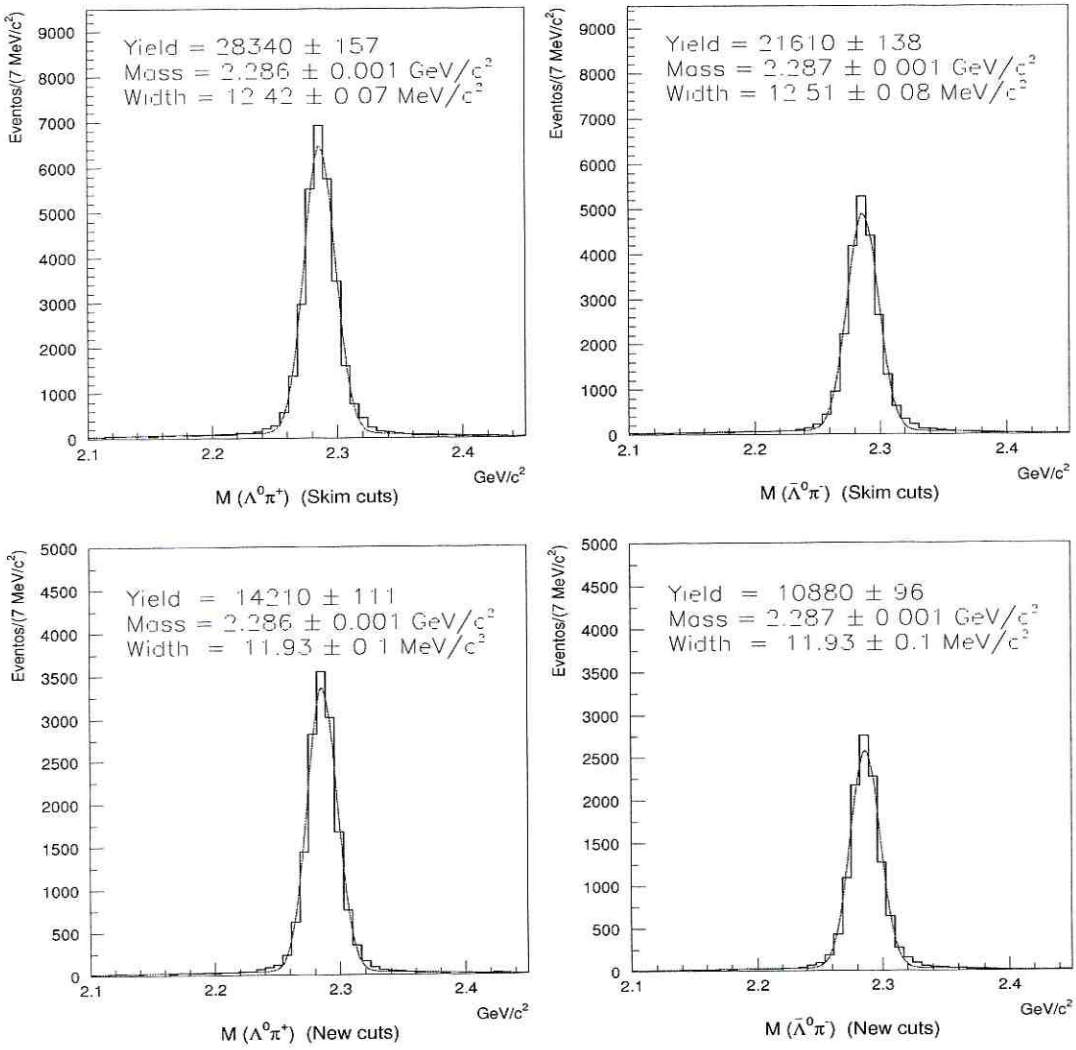 Eventos/(7 MeV/c²)
9000
8000
7000
6000
5000
4000
3000
2000
1000
0
Yield = 28340 ± 157
Mass = 2.286 ± 0.001 GeV/c²
Width = 12.42 ± 0.07 MeV/c²
2.1 2.2 2.3 2.4
GeV/c²
M (Λ⁰π⁺) (Skim cuts)
Eventos/(7 MeV/c²)
9000
8000
7000
6000
5000
4000
3000
2000
1000
0
Yield = 21610 ± 138
Mass = 2.287 ± 0 001 GeV/c²
Width = 12 51 ± 0 08 MeV/c²
2.1 2.2 2.3 2.4
GeV/c²
M (Λ̄⁰π⁻) (Skim cuts)
Eventos/(7 MeV/c²)
5000
4500
4000
3500
3000
2500
2000
1500
1000
500
0
Yield = 14210 ± 111
Mass = 2.286 ± 0.001 GeV/c²
Width = 11.93 ± 0 1 MeV/c²
2.1 2.2 2.3 2.4
GeV/c²
M (Λ⁰π⁺) (New cuts)
Eventos/(7 MeV/c²)
5000
4500
4000
3500
3000
2500
2000
1500
1000
500
0
Yield = 10880 ± 96
Mass = 2.287 ± 0 001 GeV/c²
Width = 11.93 ± 0.1 MeV/c²
2.1 2.2 2.3 2.4
GeV/c²
M (Λ̄⁰π⁻) (New cuts)